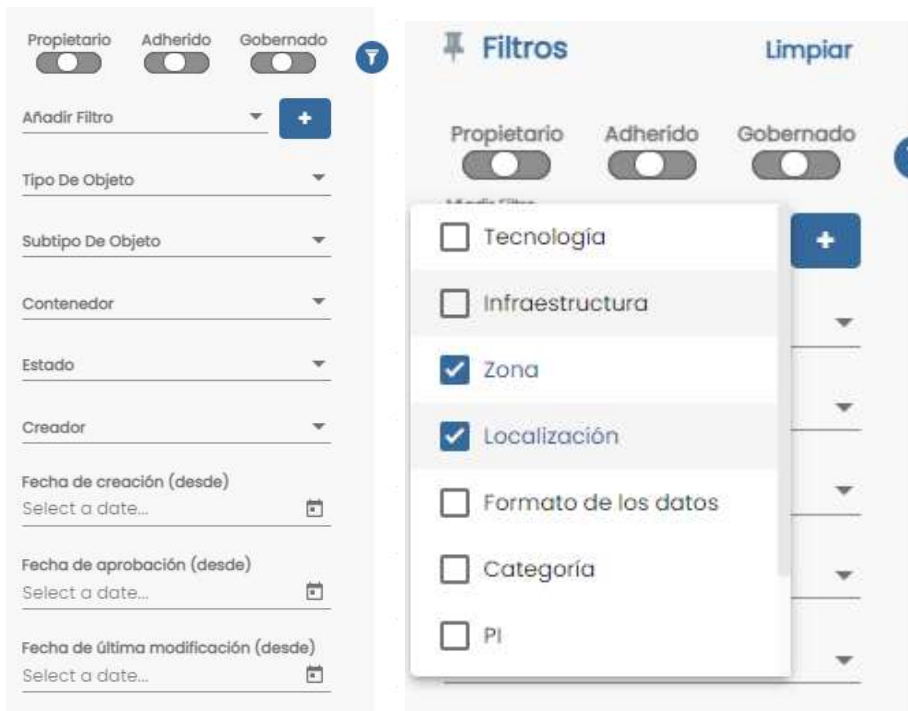 Propietario Adherido Gobernado
Añadir Filtro
+
Tipo De Objeto
Subtipo De Objeto
Contenedor
Estado
Creador
Fecha de creación (desde)
Select a date...
Fecha de aprobación (desde)
Select a date...
Fecha de última modificación (desde)
Select a date...
Filtros Limpiar
Propietario Adherido Gobernado
Añadir Filtro
+
Tecnología
Infraestructura
Zona
Localización
Formato de los datos
Categoría
PI